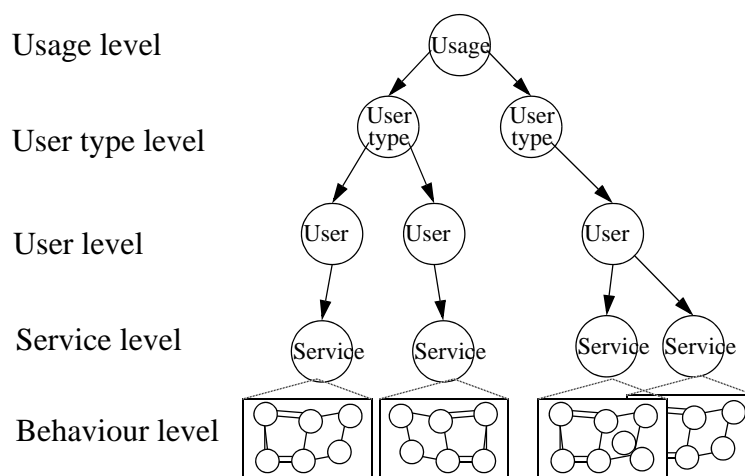 Usage level
Usage
User type level
User
type
User
type
User level
User
User
User
Service level
Service
Service
Service
Service
Behaviour level